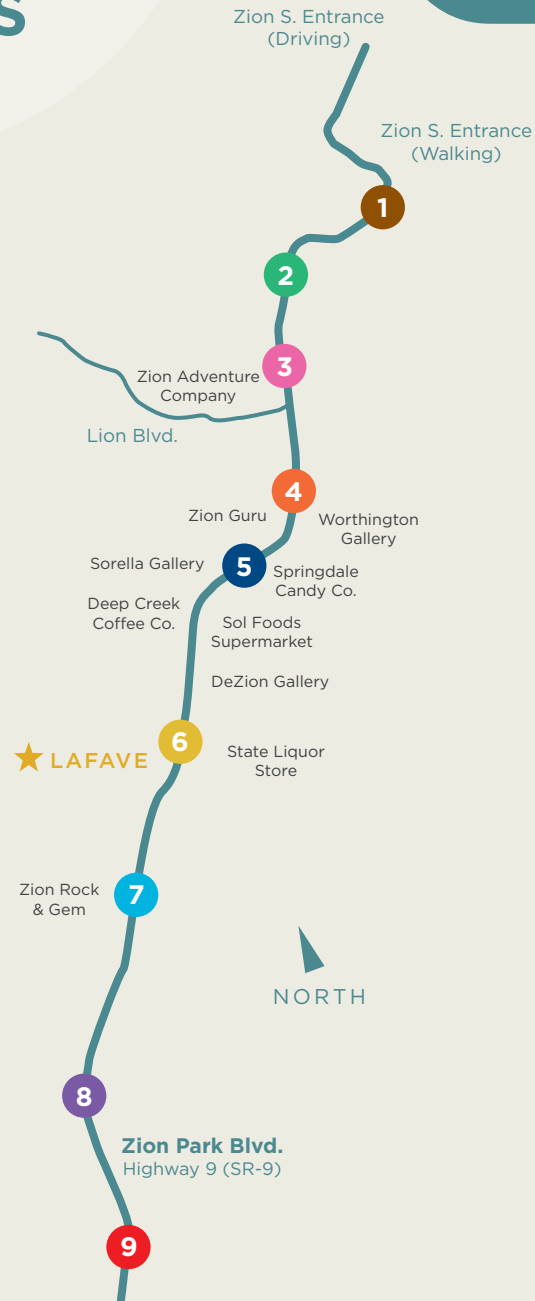 S
Zion S. Entrance
(Driving)
Zion S. Entrance
(Walking)
1
2
3
Zion Adventure
Company
Lion Blvd.
4
Zion Guru
Worthington
Gallery
Sorella Gallery
5
Springdale
Candy Co.
Deep Creek
Coffee Co.
Sol Foods
Supermarket
DeZion Gallery
6
LAFAVE
State Liquor
Store
7
Zion Rock
& Gem
NORTH
8
Zion Park Blvd.
Highway 9 (SR-9)
9